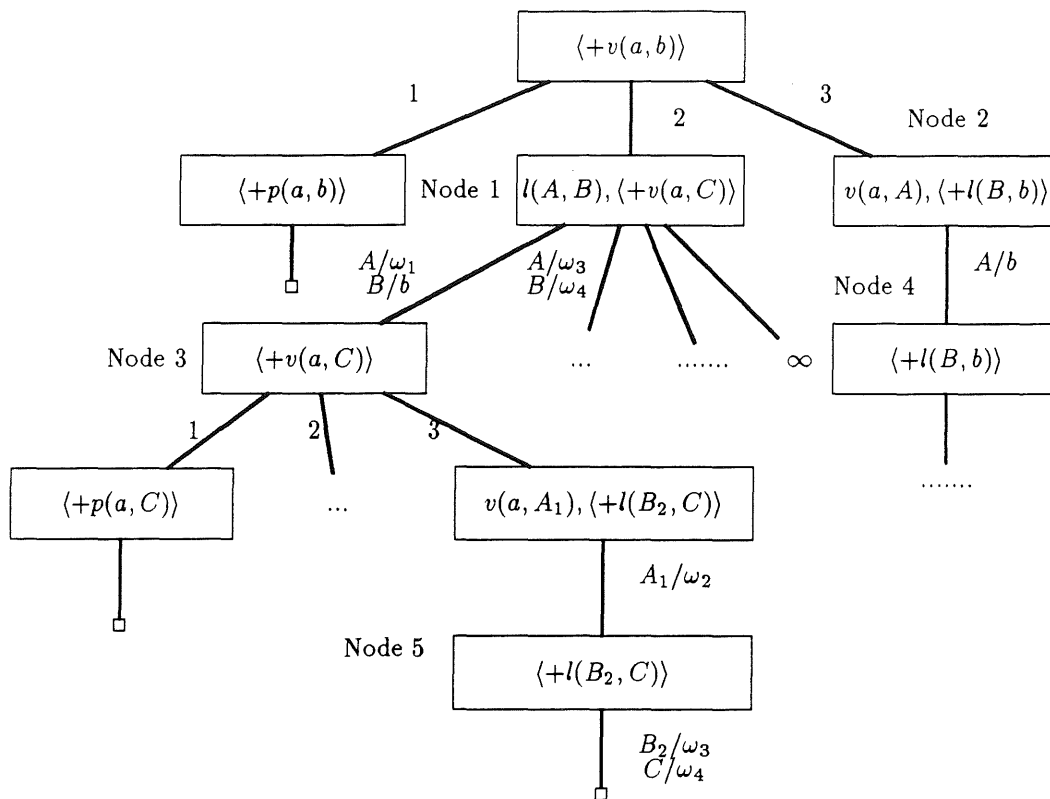 ⟨+v(a, b)⟩
1
2
3
Node 2
⟨+p(a, b)⟩
Node 1
l(A, B), ⟨+v(a, C)⟩
v(a, A), ⟨+l(B, b)⟩
A/ω₁
B/b
A/ω₃
B/ω₄
A/b
Node 4
Node 3
⟨+v(a, C)⟩
...
.......
∞
⟨+l(B, b)⟩
1
2
3
⟨+p(a, C)⟩
...
v(a, A₁), ⟨+l(B₂, C)⟩
.......
A₁/ω₂
Node 5
⟨+l(B₂, C)⟩
B₂/ω₃
C/ω₄